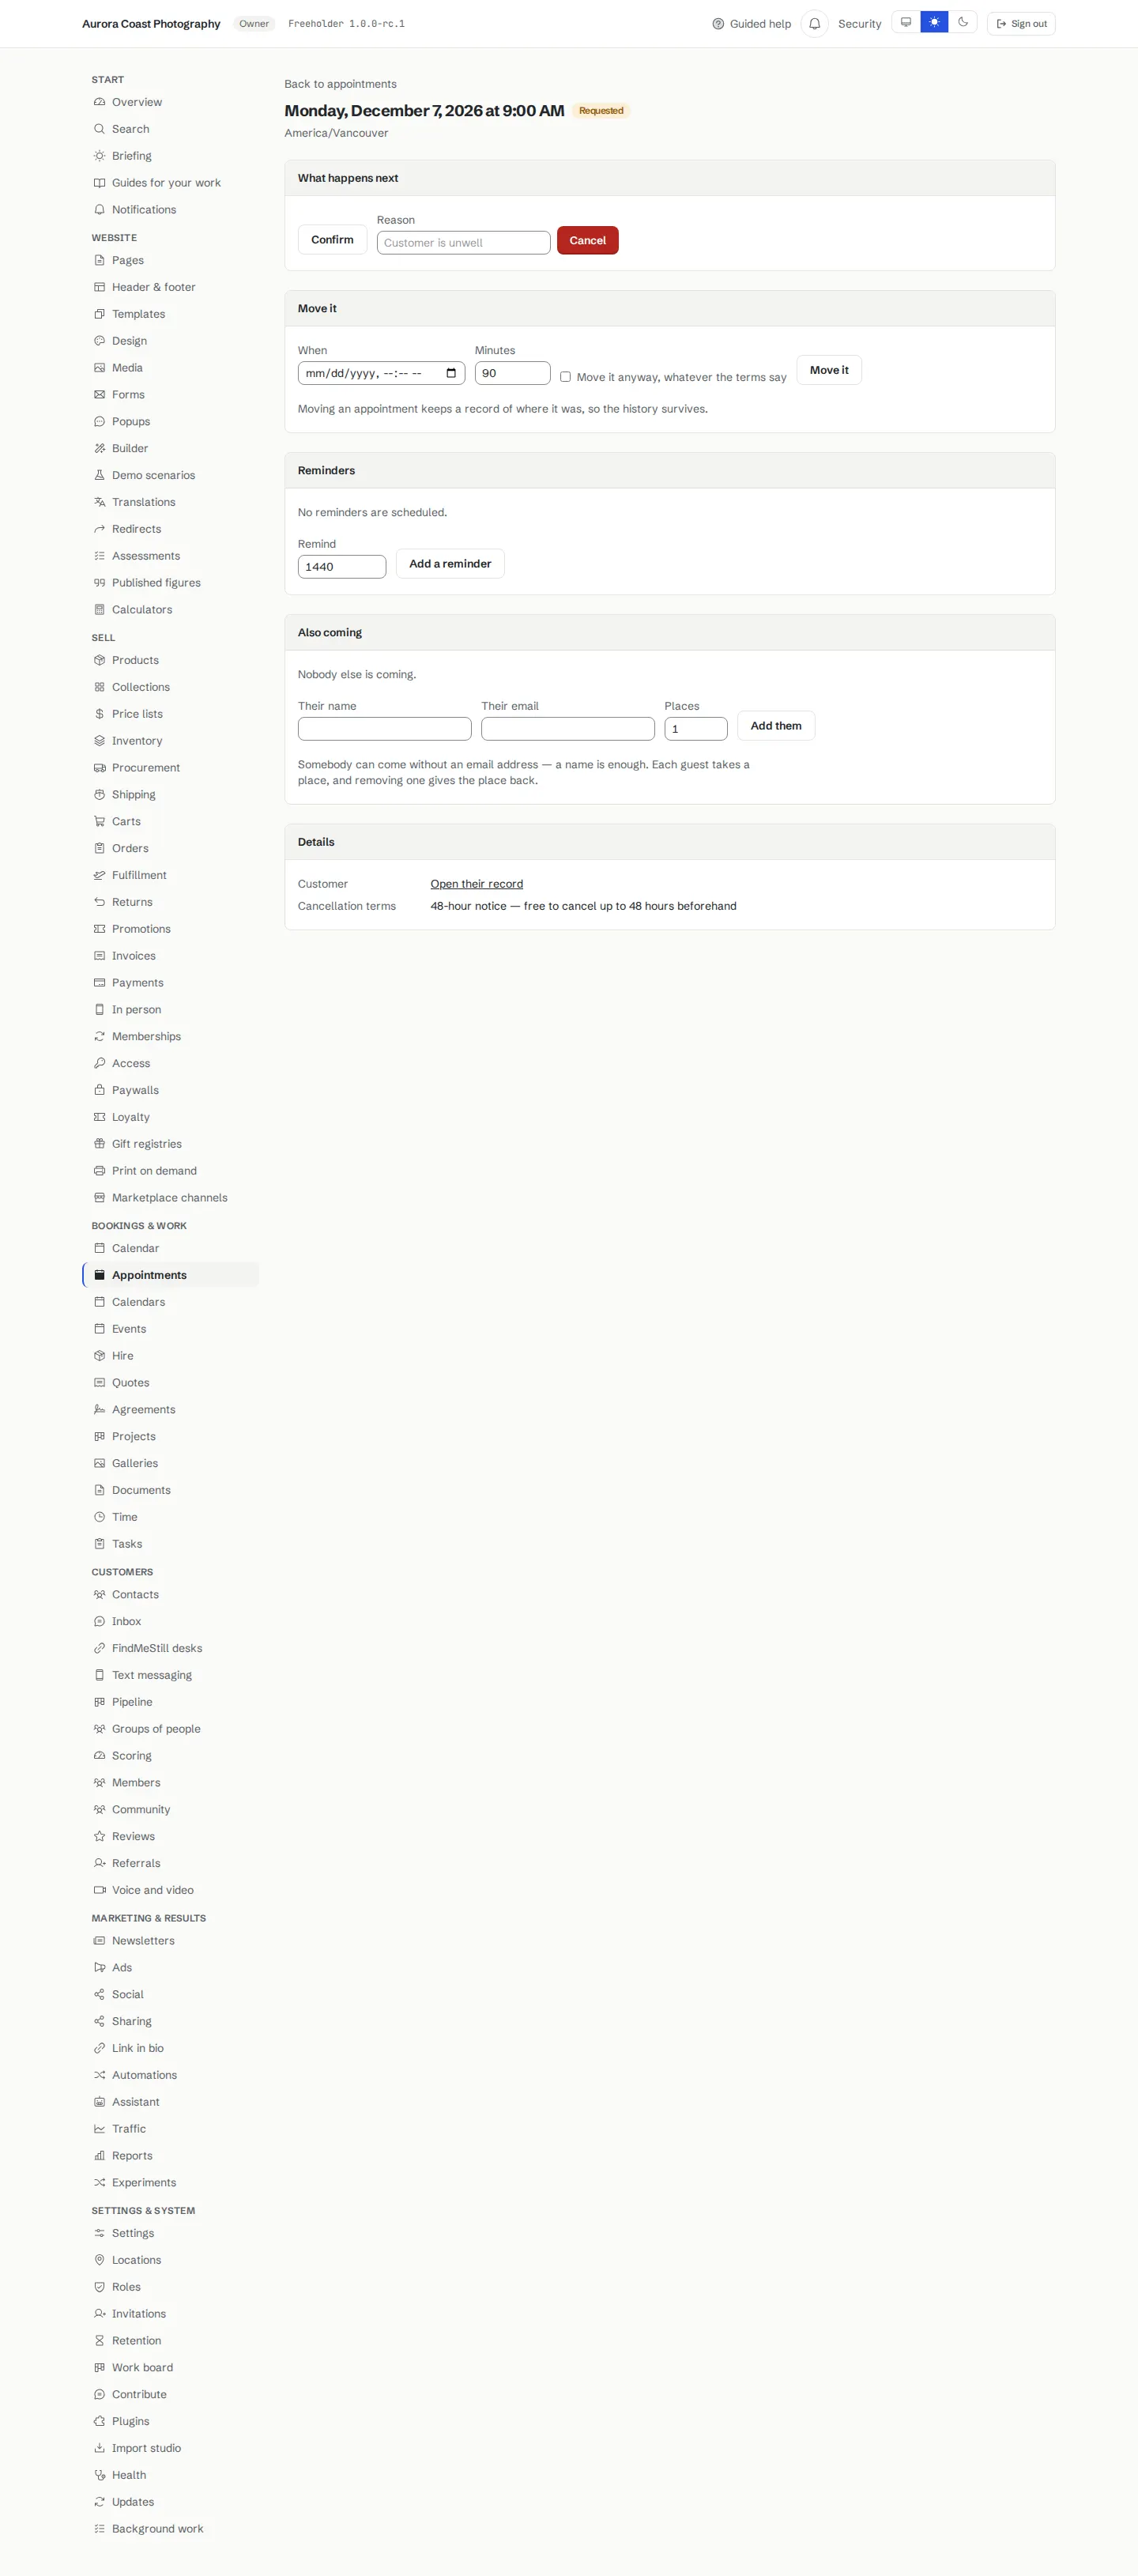 Aurora Coast Photography
Owner
Freeholder 1.0.0-rc.1
Guided help
Security
Sign out
START
Overview
Search
Briefing
Guides for your work
Notifications
WEBSITE
Pages
Header & footer
Templates
Design
Media
Forms
Popups
Builder
Demo scenarios
Translations
Redirects
Assessments
Published figures
Calculators
SELL
Products
Collections
Price lists
Inventory
Procurement
Shipping
Carts
Orders
Fulfillment
Returns
Promotions
Invoices
Payments
In person
Memberships
Access
Paywalls
Loyalty
Gift registries
Print on demand
Marketplace channels
BOOKINGS & WORK
Calendar
Appointments
Calendars
Events
Hire
Quotes
Agreements
Projects
Galleries
Documents
Time
Tasks
CUSTOMERS
Contacts
Inbox
FindMeStill desks
Text messaging
Pipeline
Groups of people
Scoring
Members
Community
Reviews
Referrals
Voice and video
MARKETING & RESULTS
Newsletters
Ads
Social
Sharing
Link in bio
Automations
Assistant
Traffic
Reports
Experiments
SETTINGS & SYSTEM
Settings
Locations
Roles
Invitations
Retention
Work board
Contribute
Plugins
Import studio
Health
Updates
Background work
Back to appointments
Monday, December 7, 2026 at 9:00 AM
Requested
America/Vancouver
What happens next
Confirm
Reason
Customer is unwell
Cancel
Move it
When
mm/dd/yyyy, --:-- --
Minutes
90
Move it anyway, whatever the terms say
Move it
Moving an appointment keeps a record of where it was, so the history survives.
Reminders
No reminders are scheduled.
Remind
1440
Add a reminder
Also coming
Nobody else is coming.
Their name
Their email
Places
1
Add them
Somebody can come without an email address — a name is enough. Each guest takes a
place, and removing one gives the place back.
Details
Customer
Open their record
Cancellation terms
48-hour notice — free to cancel up to 48 hours beforehand